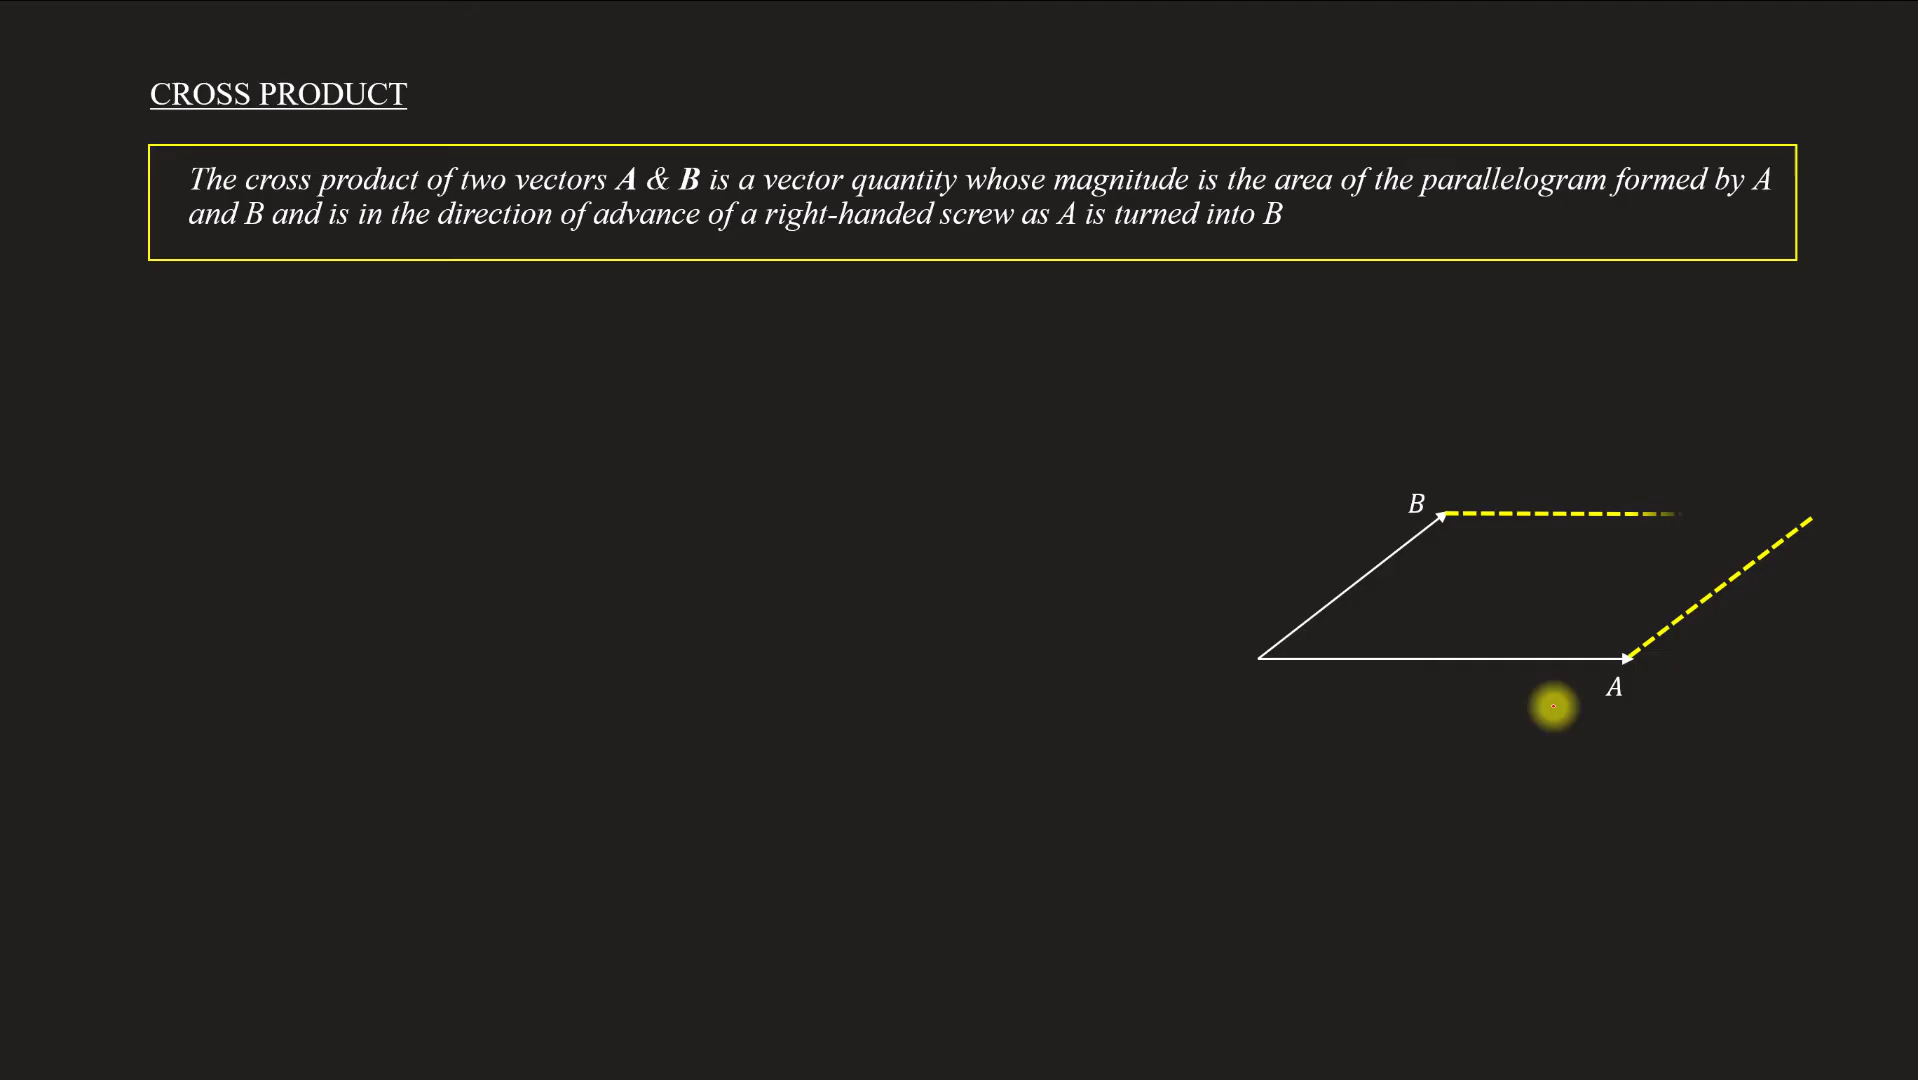 CROSS PRODUCT
The cross product of two vectors A & B is a vector quantity whose magnitude is the area of the parallelogram formed by A
and B and is in the direction of advance of a right-handed screw as A is turned into B
B
A